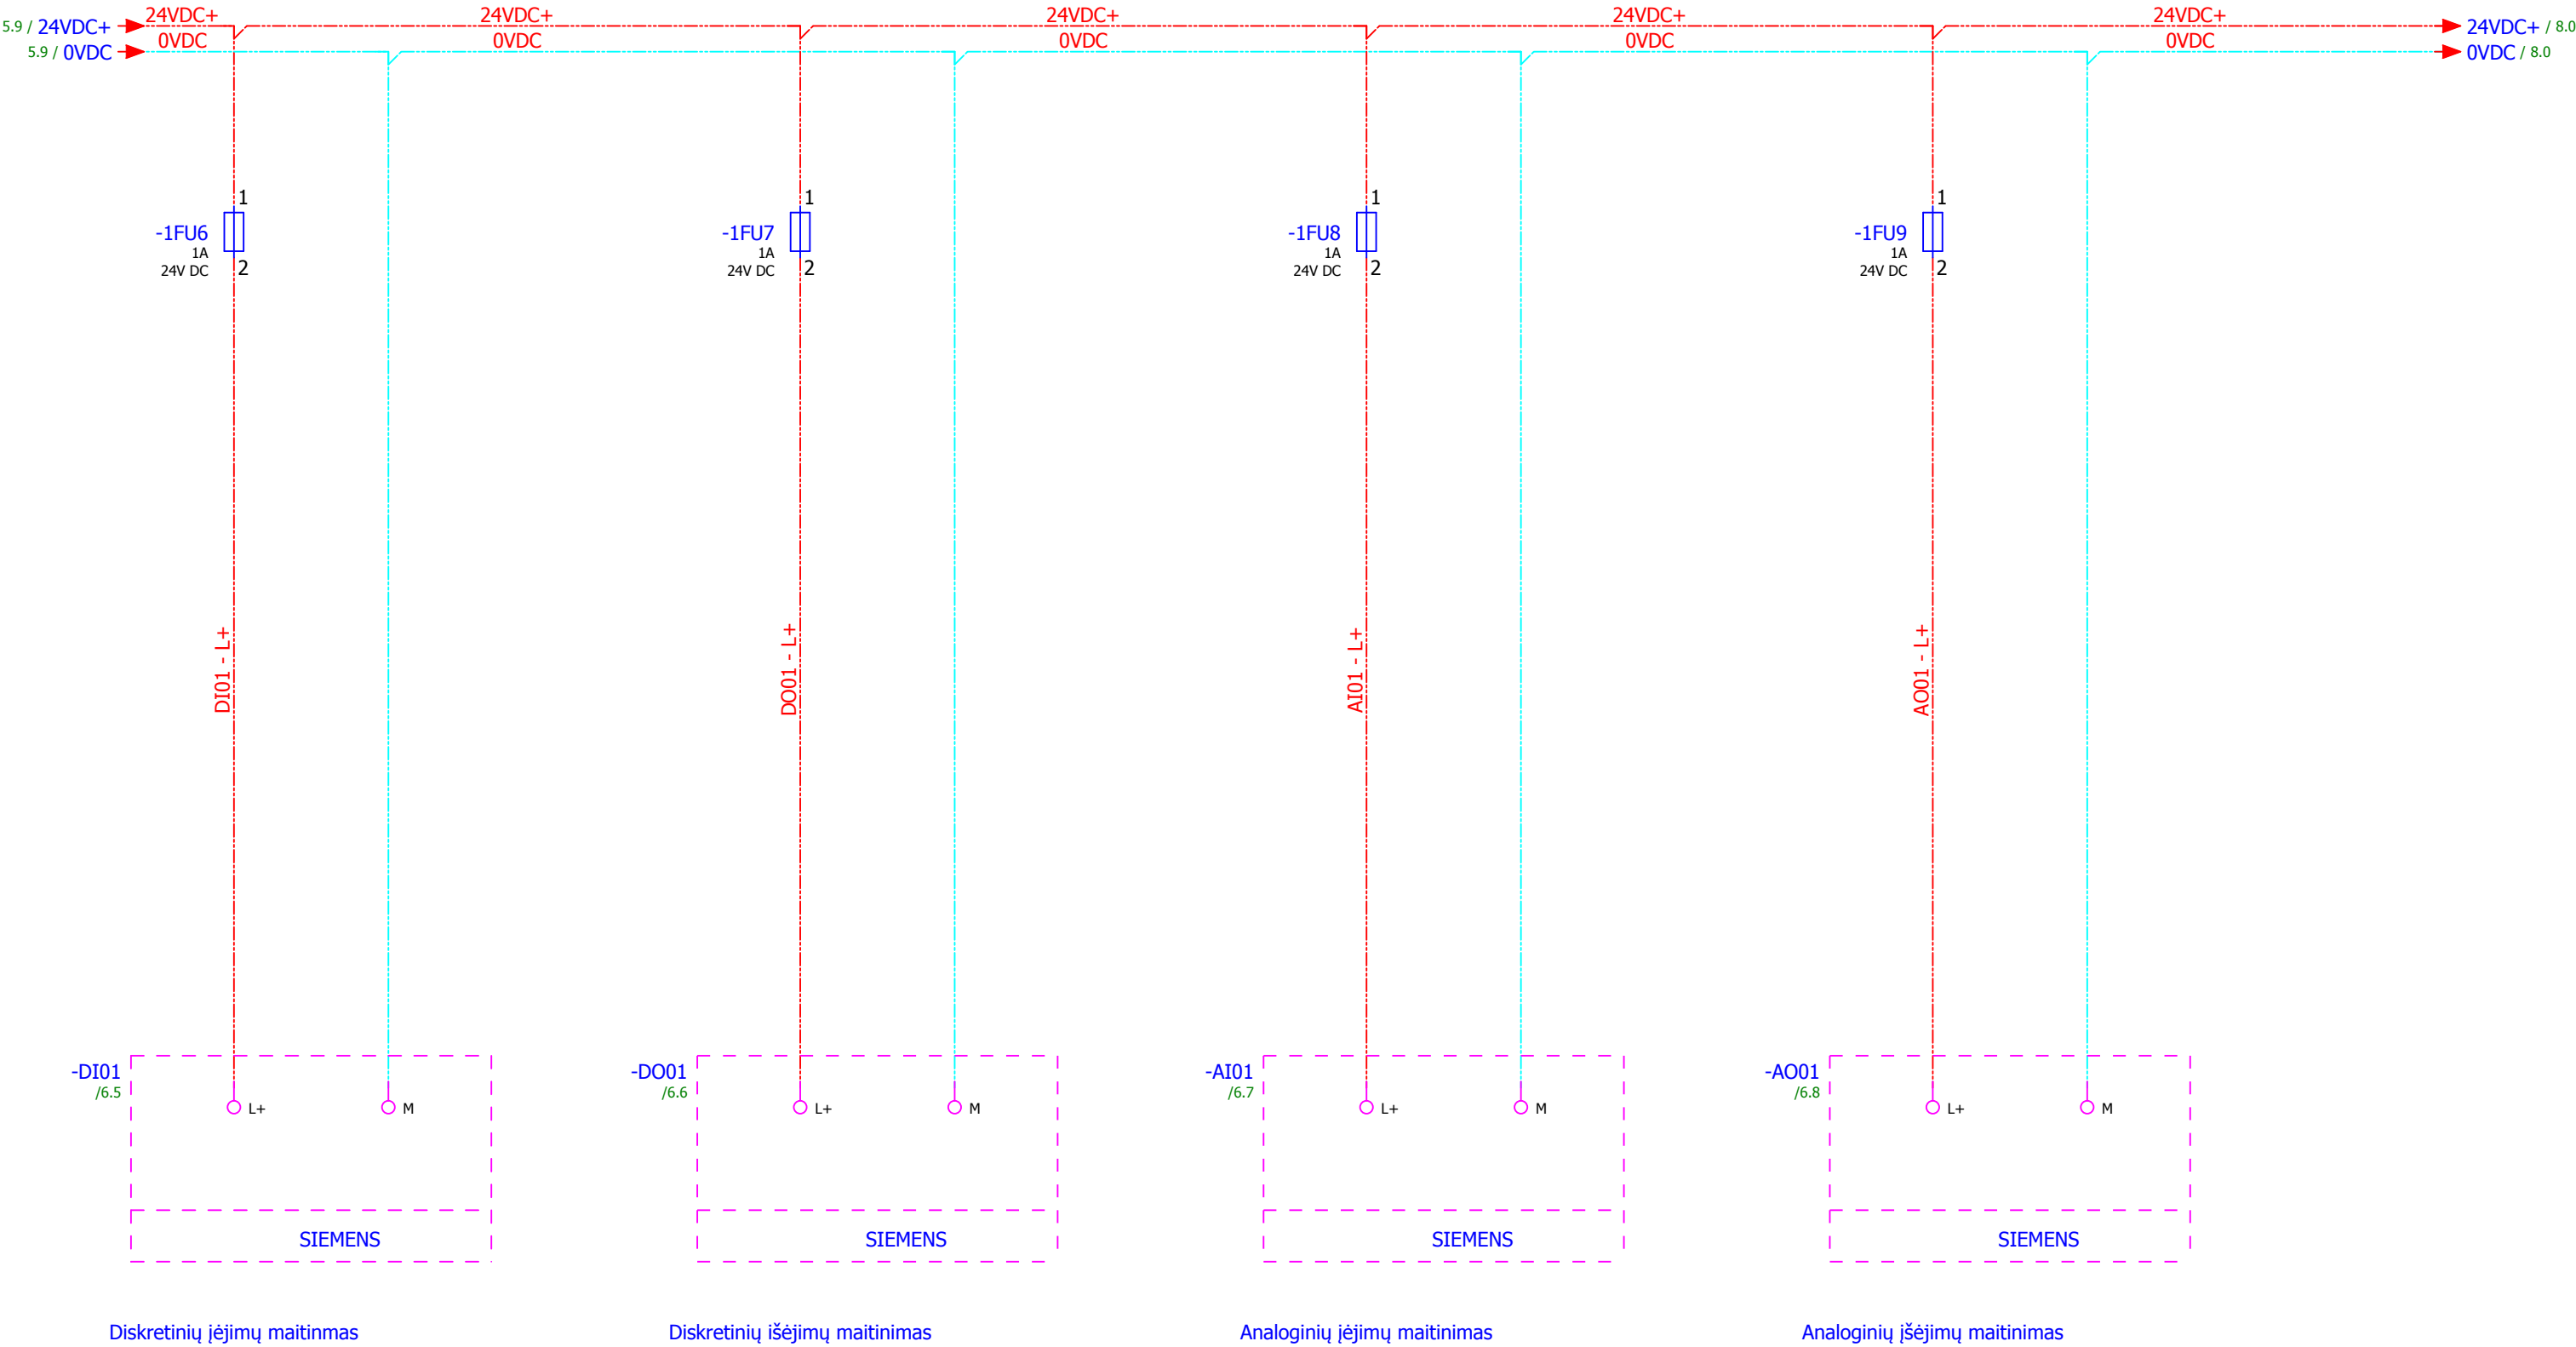 24VDC+ 24VDC+ 24VDC+ 24VDC+ 24VDC+
5.9 / 24VDC+ 24VDC+ / 8.0
0VDC 0VDC 0VDC 0VDC 0VDC
5.9 / 0VDC 0VDC / 8.0
1 1 1 1
-1FU6 -1FU7 -1FU8 -1FU9
1A 1A 1A 1A
24V DC 24V DC 24V DC 24V DC
2 2 2 2
DI01 - L+ DO01 - L+ AI01 - L+ AO01 - L+
-DI01 -DO01 -AI01 -AO01
/6.5 /6.6 /6.7 /6.8
L+ M L+ M L+ M L+ M
SIEMENS SIEMENS SIEMENS SIEMENS
Diskretinių įėjimų maitinmas Diskretinių išėjimų maitinimas Analoginių įėjimų maitinimas Analoginių įšėjimų maitinimas